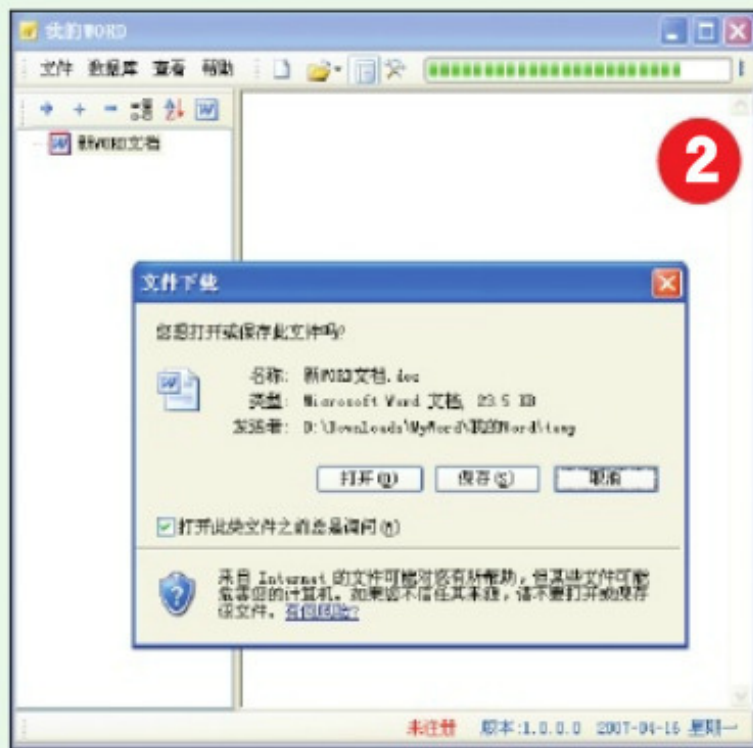 我的WORD
文件 数据库 查看 帮助
新WORD文档
2
文件下载
您想打开或保存此文件吗?
名称: 新WORD文档.doc
类型: Microsoft Word 文档, 23.5 KB
发送者: D:\Downloads\MyWord\我的Word\temp
打开(O) 保存(S) 取消
打开此类文件之前总是询问(W)
来自 Internet 的文件可能对您有所帮助,但某些文件可能
危害您的计算机。如果您不信任其来源,请不要打开或保存
该文件。有何风险?
未注册 版本:1.0.0.0 2007-04-16 星期一